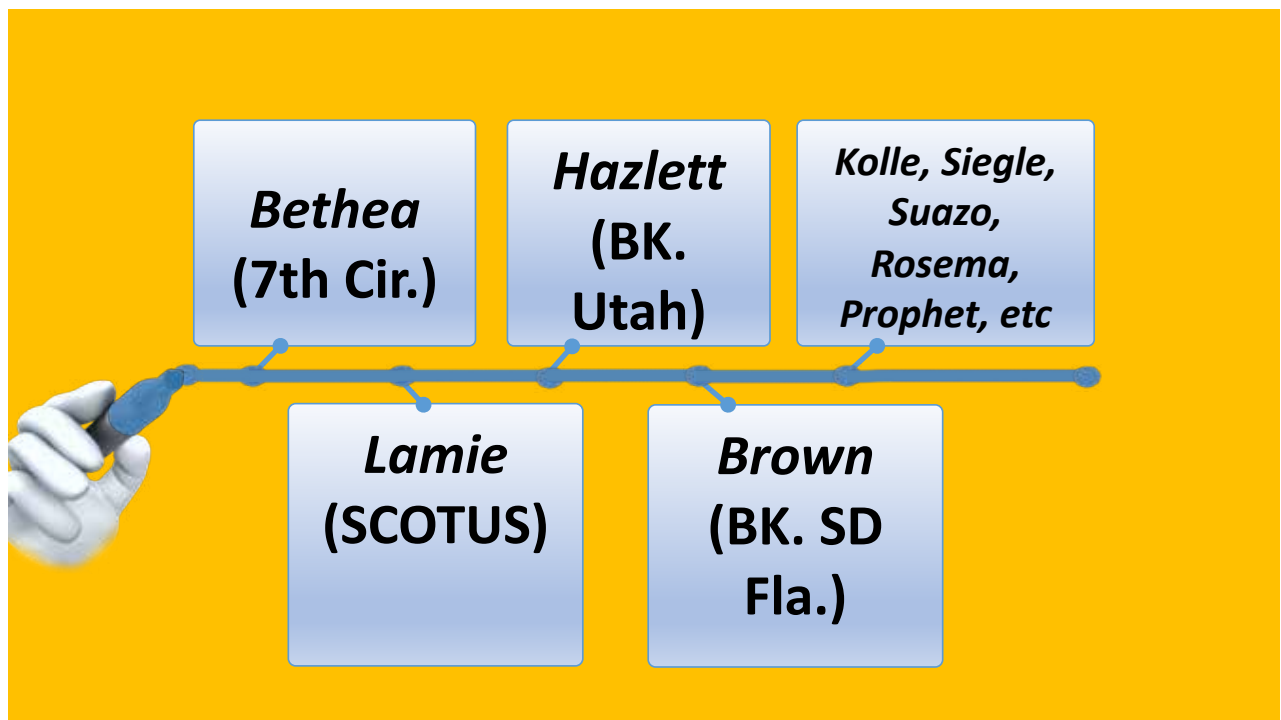 Bethea
(7th Cir.)
Hazlett
(BK.
Utah)
Kolle, Siegle,
Suazo,
Rosema,
Prophet, etc
Lamie
(SCOTUS)
Brown
(BK. SD
Fla.)